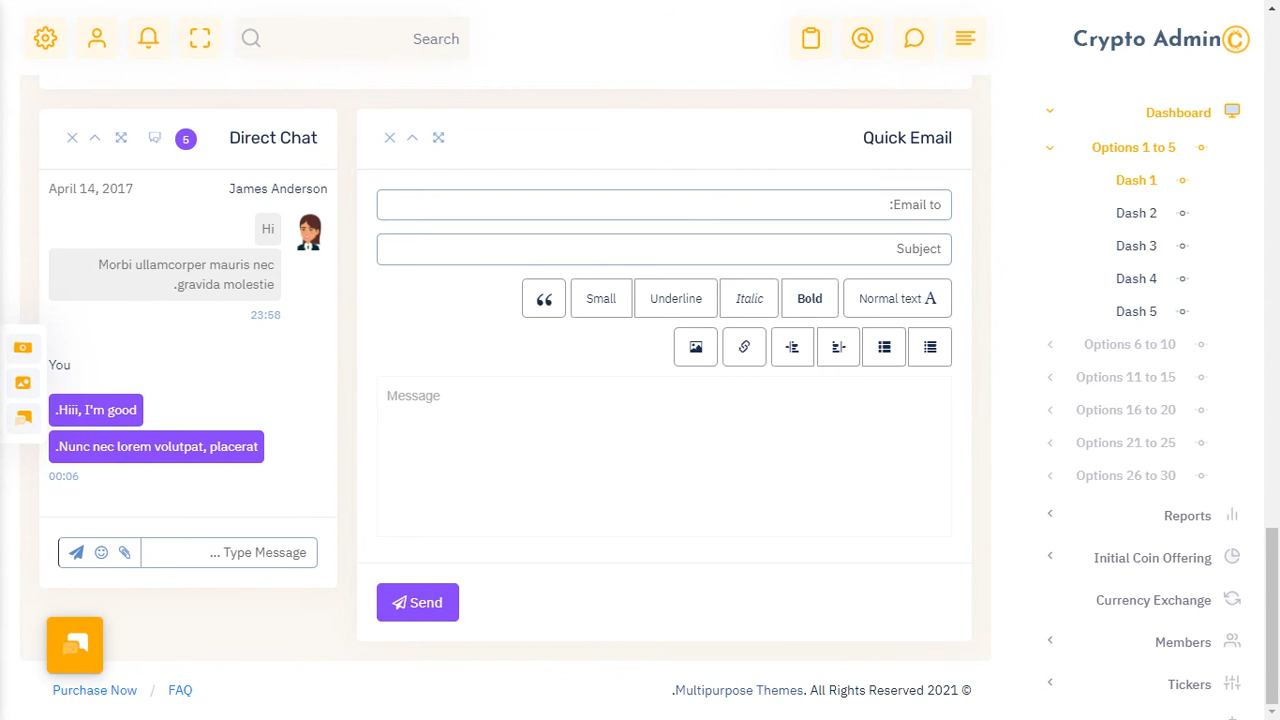 Search
Crypto Admin
Direct Chat
5
James Anderson
April 14, 2017
Hi
Morbi ullamcorper mauris nec
gravida molestie.
23:58
You
Hiii, I'm good.
Nunc nec lorem volutpat, placerat.
00:06
Type Message ...
Quick Email
Email to:
Subject
Normal text A
Bold
Italic
Underline
Small
Message
Send
Dashboard
Options 1 to 5
Dash 1
Dash 2
Dash 3
Dash 4
Dash 5
Options 6 to 10
Options 11 to 15
Options 16 to 20
Options 21 to 25
Options 26 to 30
Reports
Initial Coin Offering
Currency Exchange
Members
Tickers
Purchase Now / FAQ
.Multipurpose Themes. All Rights Reserved 2021 ©